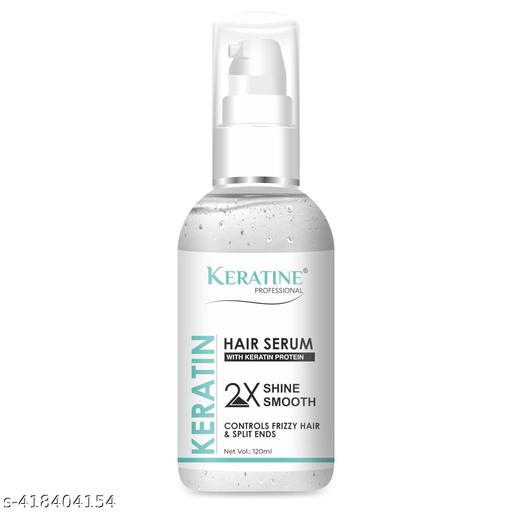 KERATINE®
PROFESSIONAL
KERATIN
HAIR SERUM
WITH KERATIN PROTEIN
2X SHINE
SMOOTH
CONTROLS FRIZZY HAIR
& SPLIT ENDS
Net Vol.: 120ml
s-418404154